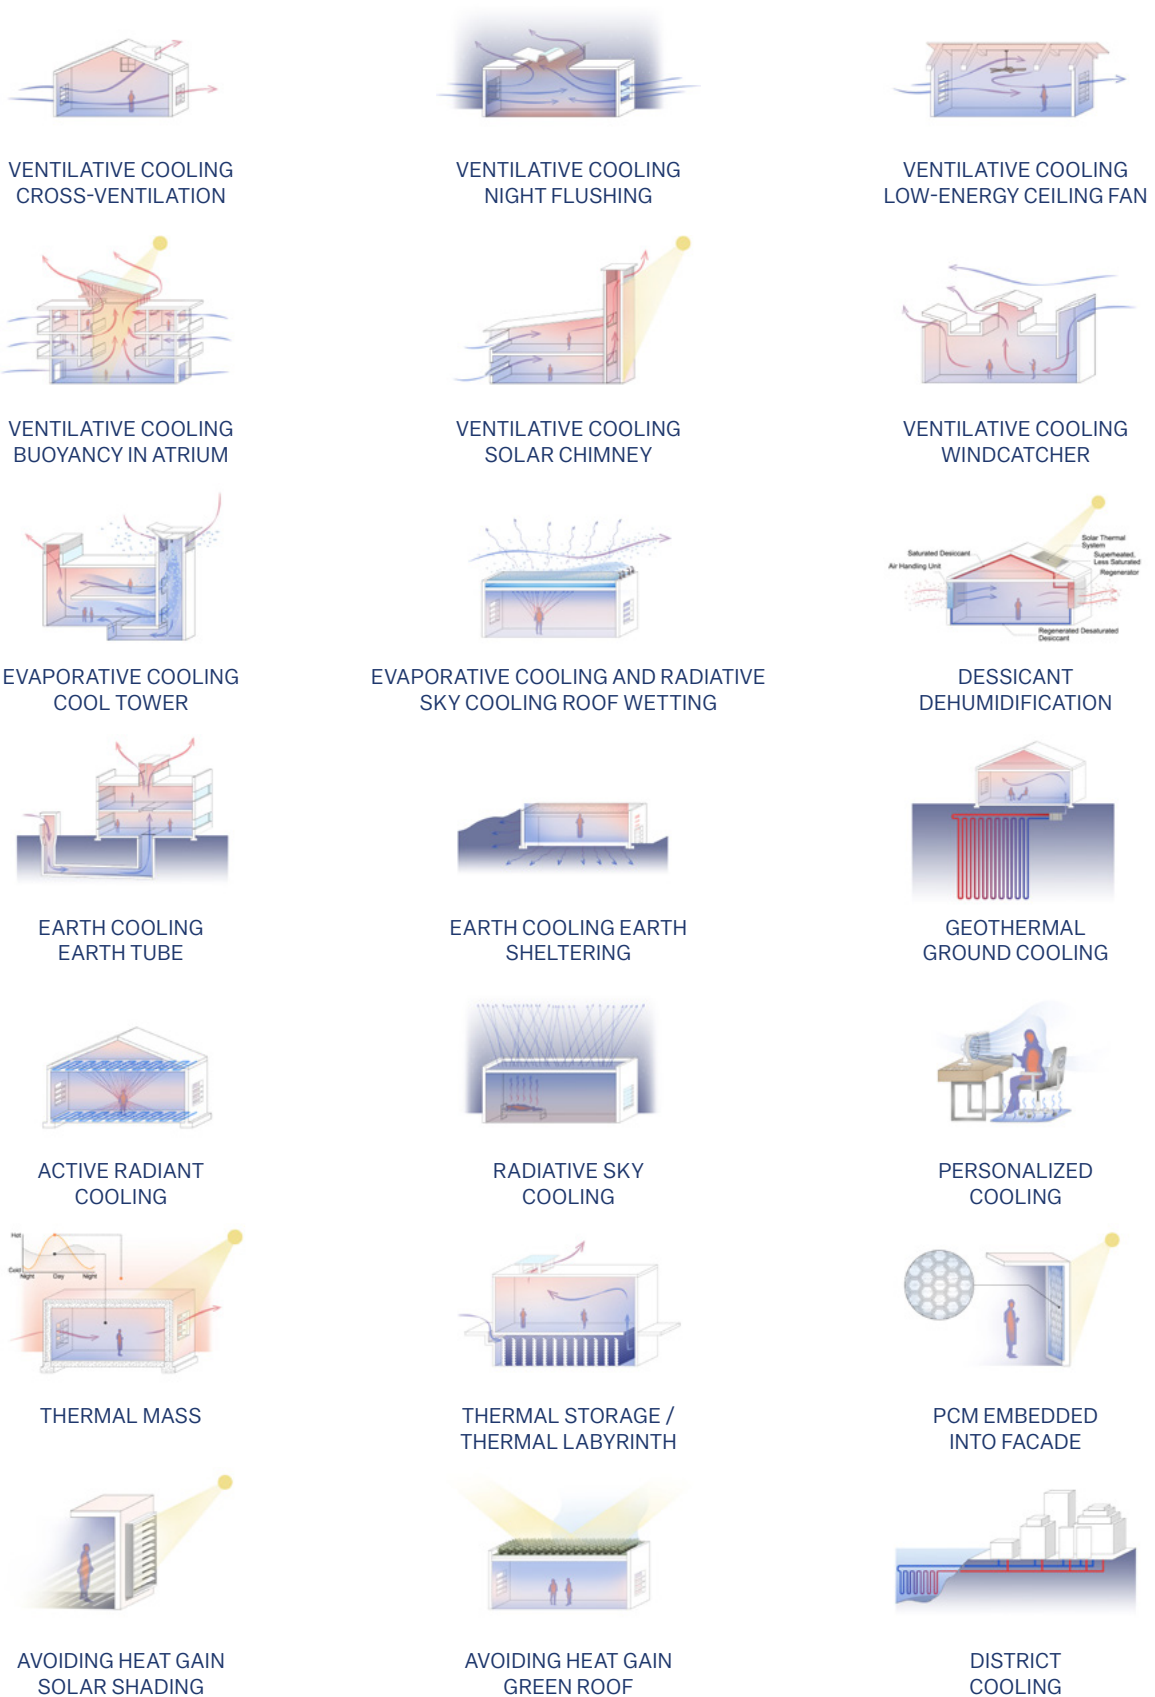 VENTILATIVE COOLING
CROSS-VENTILATION
VENTILATIVE COOLING
NIGHT FLUSHING
VENTILATIVE COOLING
LOW-ENERGY CEILING FAN
VENTILATIVE COOLING
BUOYANCY IN ATRIUM
VENTILATIVE COOLING
SOLAR CHIMNEY
VENTILATIVE COOLING
WINDCATCHER
Solar Thermal
System
Saturated Desiccant
Superheated,
Less Saturated
Air Handling Unit
Regenerator
Regenerated Desaturated
Desiccant
EVAPORATIVE COOLING
COOL TOWER
EVAPORATIVE COOLING AND RADIATIVE
SKY COOLING ROOF WETTING
DESSICANT
DEHUMIDIFICATION
EARTH COOLING
EARTH TUBE
EARTH COOLING EARTH
SHELTERING
GEOTHERMAL
GROUND COOLING
ACTIVE RADIANT
COOLING
RADIATIVE SKY
COOLING
PERSONALIZED
COOLING
Hot
Cold
Night Day Night
THERMAL MASS
THERMAL STORAGE /
THERMAL LABYRINTH
PCM EMBEDDED
INTO FACADE
AVOIDING HEAT GAIN
SOLAR SHADING
AVOIDING HEAT GAIN
GREEN ROOF
DISTRICT
COOLING